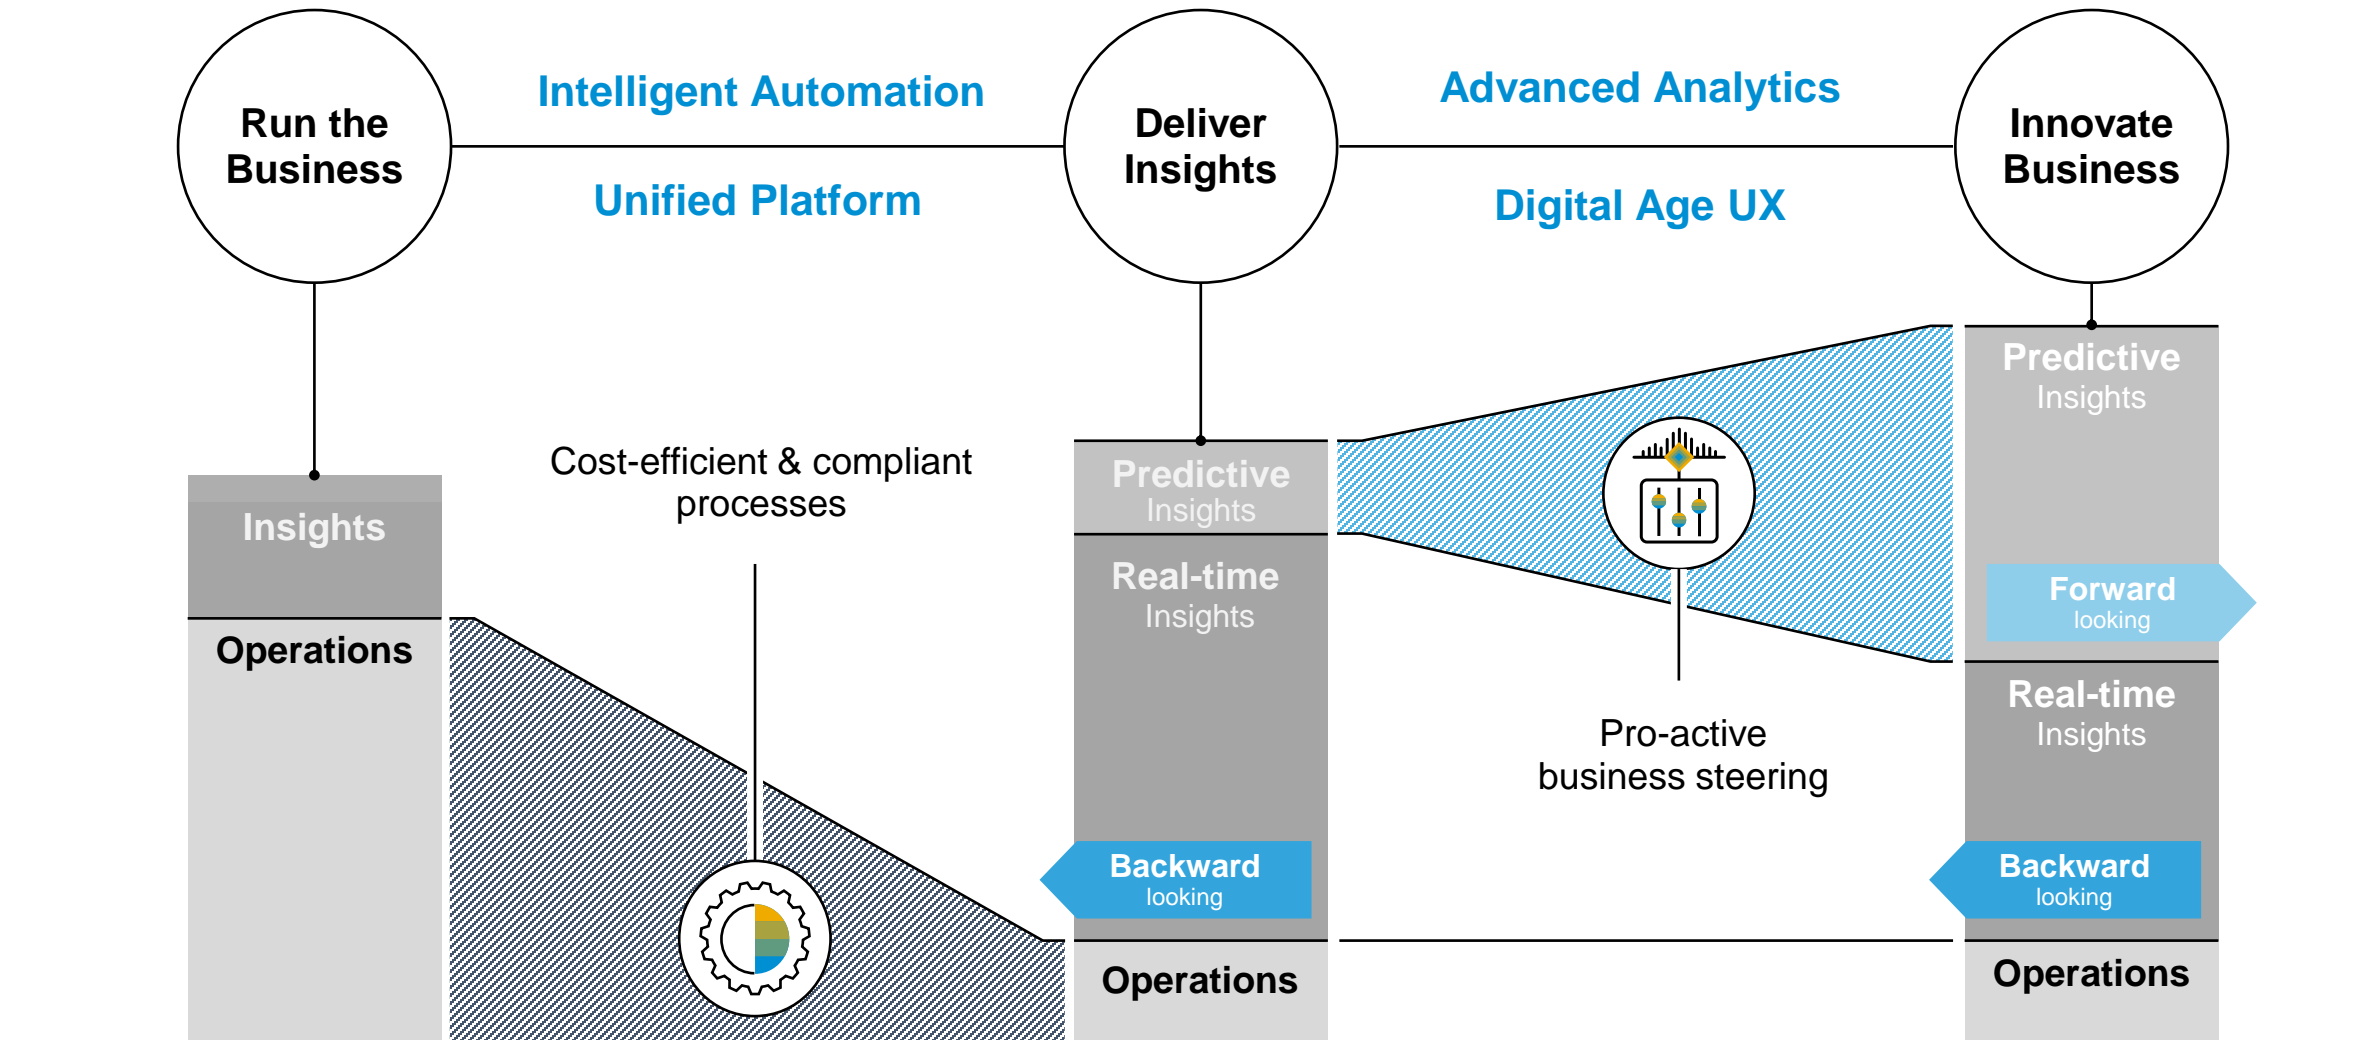 Run the
Business
Intelligent Automation
Unified Platform
Deliver
Insights
Advanced Analytics
Digital Age UX
Innovate
Business
Insights
Operations
Cost-efficient & compliant
processes
Predictive
Insights
Real-time
Insights
Backward
looking
Operations
Pro-active
business steering
Predictive
Insights
Forward
looking
Real-time
Insights
Backward
looking
Operations